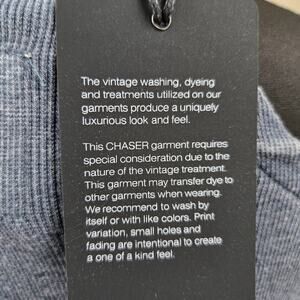 The vintage washing, dyeing
and treatments utilized on our
garments produce a uniquely
luxurious look and feel.
This CHASER garment requires
special consideration due to the
nature of the vintage treatment.
This garment may transfer dye to
other garments when wearing.
We recommend to wash by
itself or with like colors. Print
variation, small holes and
fading are intentional to create
a one of a kind feel.